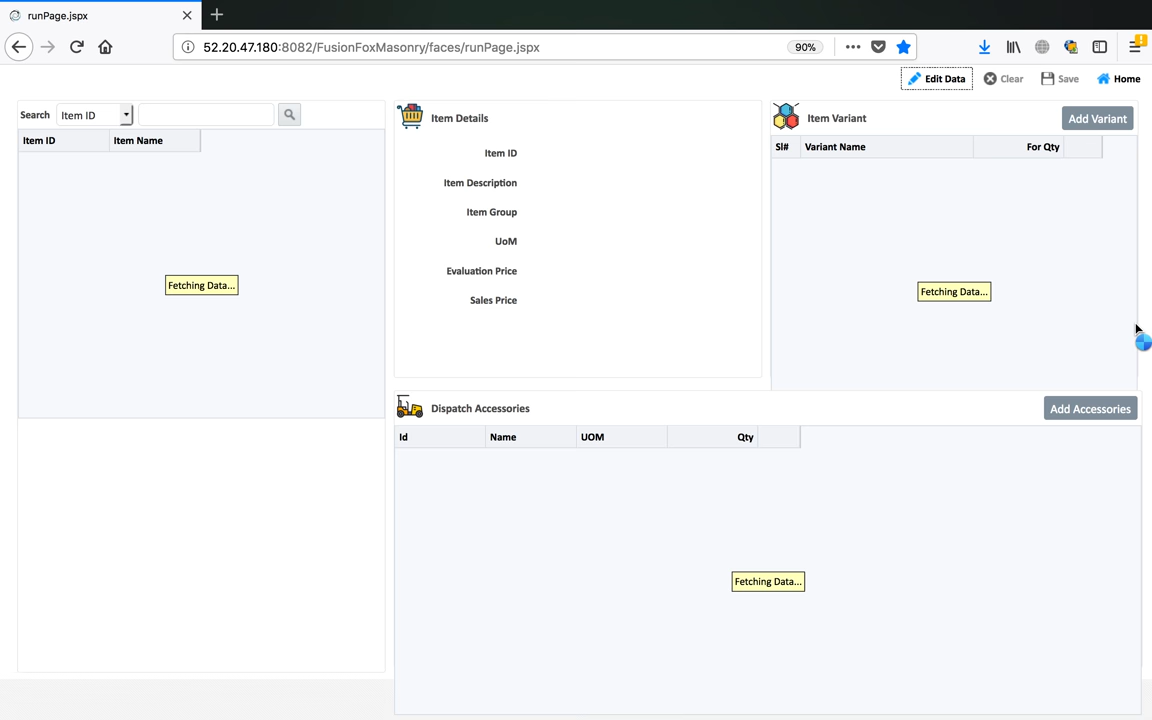 runPage.jspx
52.20.47.180:8082/FusionFoxMasonry/faces/runPage.jspx
90%
Edit Data
Clear
Save
Home
Search
Item ID
Item ID
Item Name
Fetching Data...
Item Details
Item ID
Item Description
Item Group
UoM
Evaluation Price
Sales Price
Item Variant
Add Variant
Sl#
Variant Name
For Qty
Fetching Data...
Dispatch Accessories
Add Accessories
Id
Name
UOM
Qty
Fetching Data...